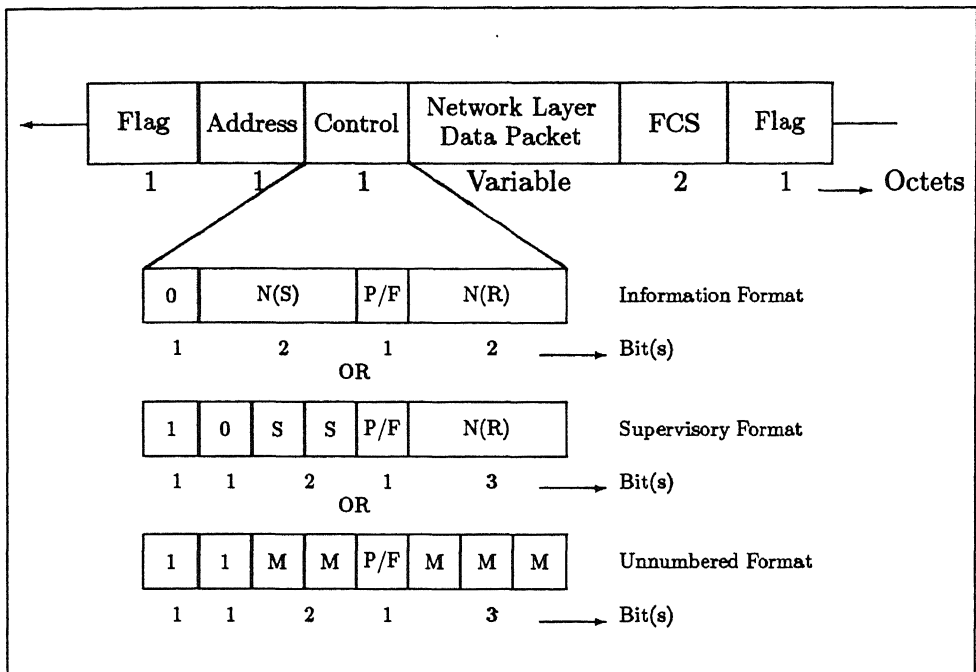 Flag Address Control Network Layer Data Packet FCS Flag
1 1 1 Variable 2 1 Octets
0 N(S) P/F N(R) Information Format
1 2 1 2 Bit(s)
OR
1 0 S S P/F N(R) Supervisory Format
1 1 2 1 3 Bit(s)
OR
1 1 M M P/F M M M Unnumbered Format
1 1 2 1 3 Bit(s)